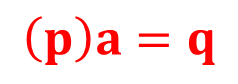 (p)a = q